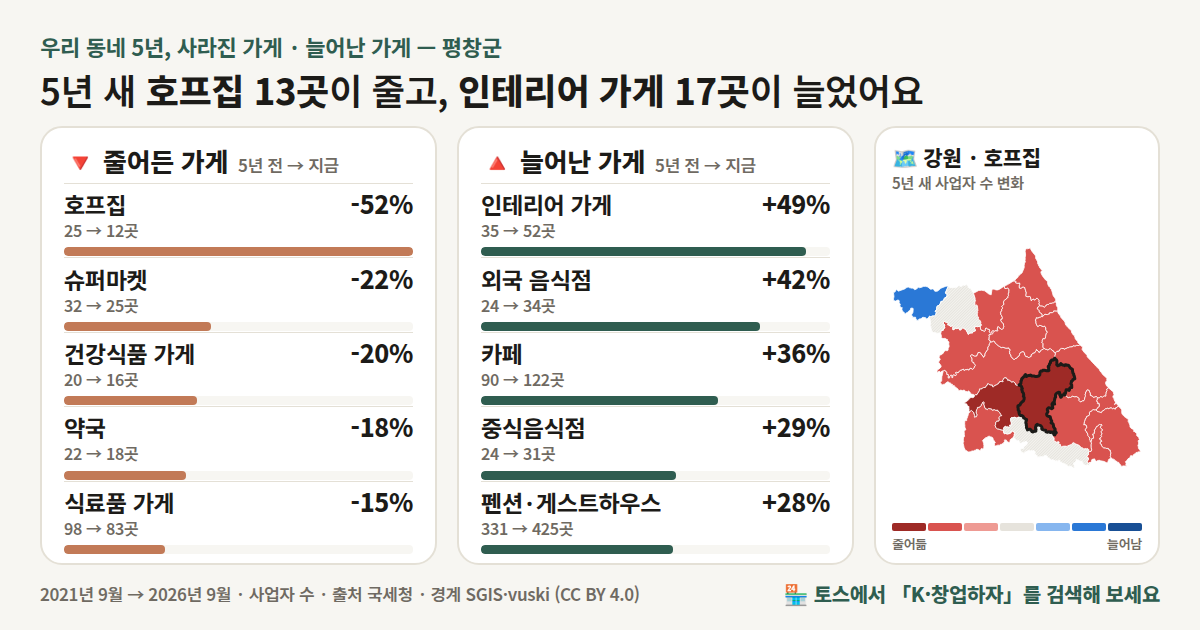 우리 동네 5년, 사라진 가게 · 늘어난 가게 — 평창군
5년 새 호프집 13곳이 줄고, 인테리어 가게 17곳이 늘었어요
줄어든 가게 5년 전 → 지금
호프집 -52%
25 → 12곳
슈퍼마켓 -22%
32 → 25곳
건강식품 가게 -20%
20 → 16곳
약국 -18%
22 → 18곳
식료품 가게 -15%
98 → 83곳
늘어난 가게 5년 전 → 지금
인테리어 가게 +49%
35 → 52곳
외국 음식점 +42%
24 → 34곳
카페 +36%
90 → 122곳
중식음식점 +29%
24 → 31곳
펜션·게스트하우스 +28%
331 → 425곳
강원 · 호프집
5년 새 사업자 수 변화
줄어듦 늘어남
2021년 9월 → 2026년 9월 · 사업자 수 · 출처 국세청 · 경계 SGIS·vuski (CC BY 4.0)
토스에서 「K·창업하자」를 검색해 보세요